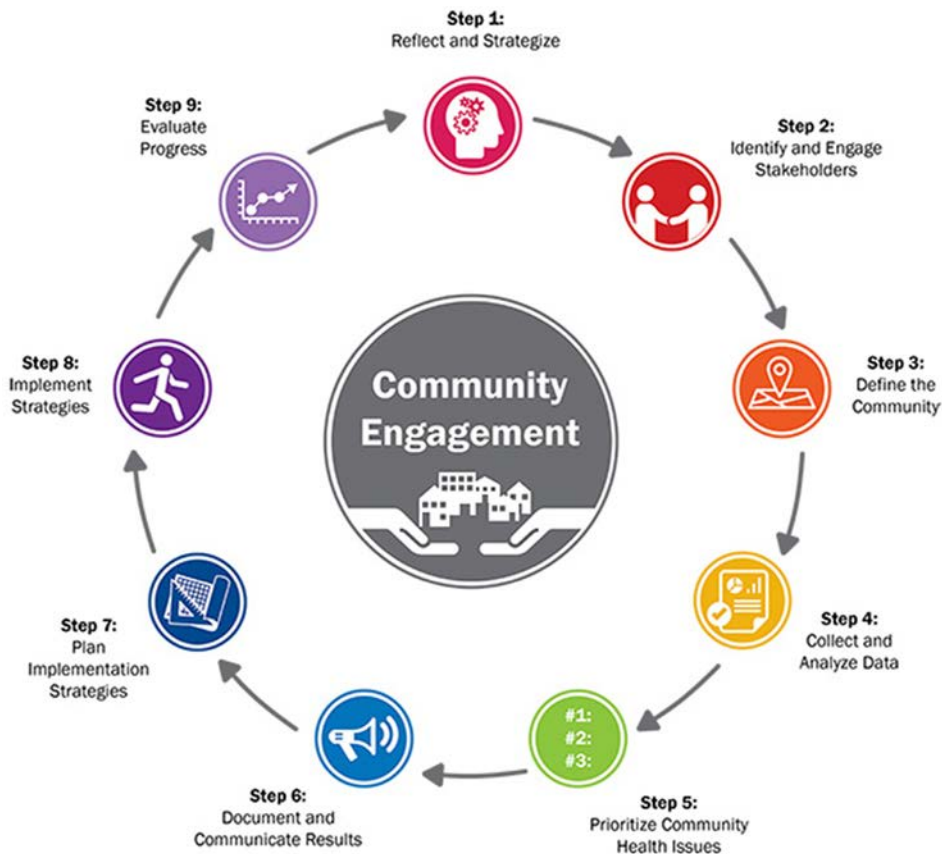 Step 1:
Reflect and Strategize
Step 2:
Identify and Engage
Stakeholders
Step 3:
Define the
Community
Step 4:
Collect and
Analyze Data
Step 5:
Prioritize Community
Health Issues
#1:
#2:
#3:
Step 6:
Document and
Communicate Results
Step 7:
Plan
Implementation
Strategies
Step 8:
Implement
Strategies
Step 9:
Evaluate
Progress
Community
Engagement